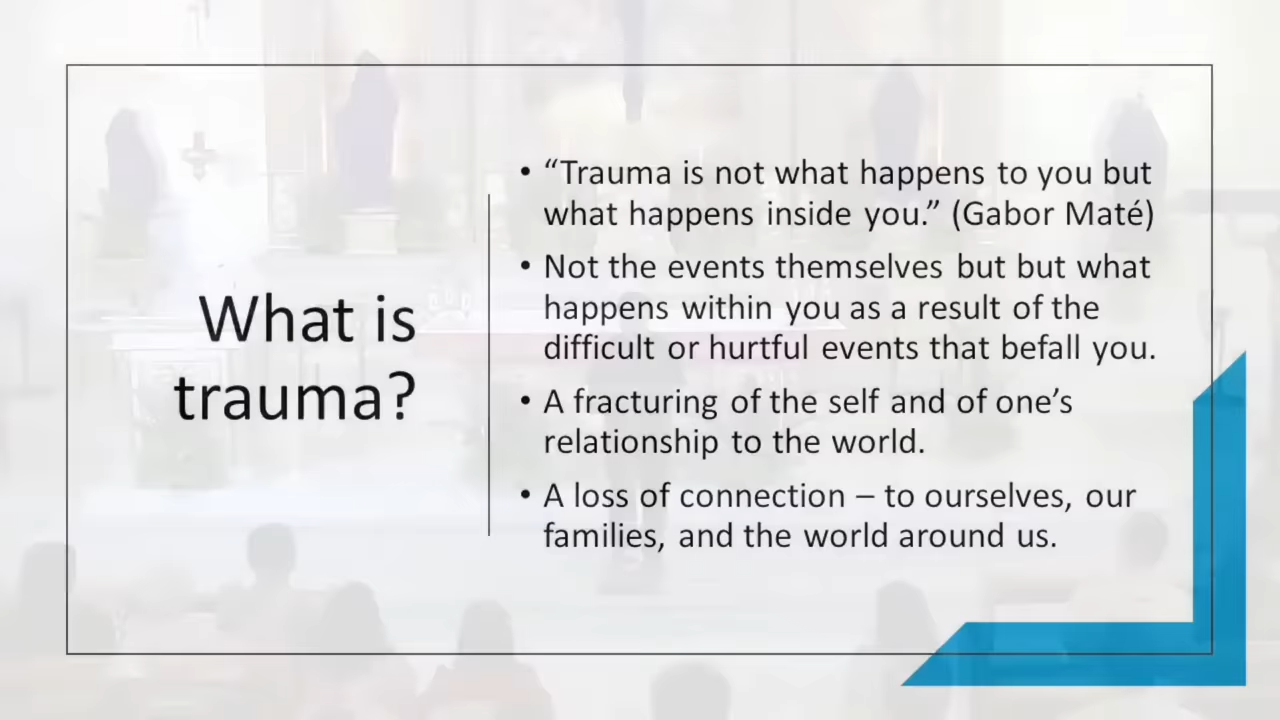 What is
trauma?
• “Trauma is not what happens to you but
what happens inside you.” (Gabor Maté)
• Not the events themselves but but what
happens within you as a result of the
difficult or hurtful events that befall you.
• A fracturing of the self and of one’s
relationship to the world.
• A loss of connection – to ourselves, our
families, and the world around us.